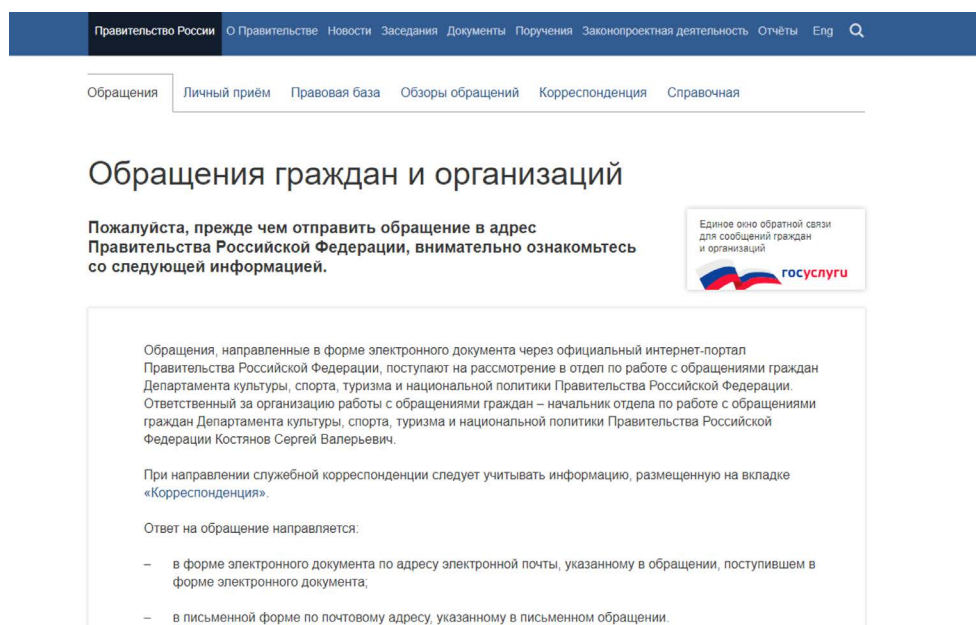 Правительство России О Правительстве Новости Заседания Документы Поручения Законопроектная деятельность Отчёты Eng
Обращения Личный приём Правовая база Обзоры обращений Корреспонденция Справочная
Обращения граждан и организаций
Пожалуйста, прежде чем отправить обращение в адрес
Правительства Российской Федерации, внимательно ознакомьтесь
со следующей информацией.
Единое окно обратной связи
для сообщений граждан
и организаций
госуслуги
Обращения, направленные в форме электронного документа через официальный интернет-портал
Правительства Российской Федерации, поступают на рассмотрение в отдел по работе с обращениями граждан
Департамента культуры, спорта, туризма и национальной политики Правительства Российской Федерации.
Ответственный за организацию работы с обращениями граждан – начальник отдела по работе с обращениями
граждан Департамента культуры, спорта, туризма и национальной политики Правительства Российской
Федерации Костянов Сергей Валерьевич.
При направлении служебной корреспонденции следует учитывать информацию, размещенную на вкладке
«Корреспонденция».
Ответ на обращение направляется:
– в форме электронного документа по адресу электронной почты, указанному в обращении, поступившем в
форме электронного документа;
– в письменной форме по почтовому адресу, указанному в письменном обращении.